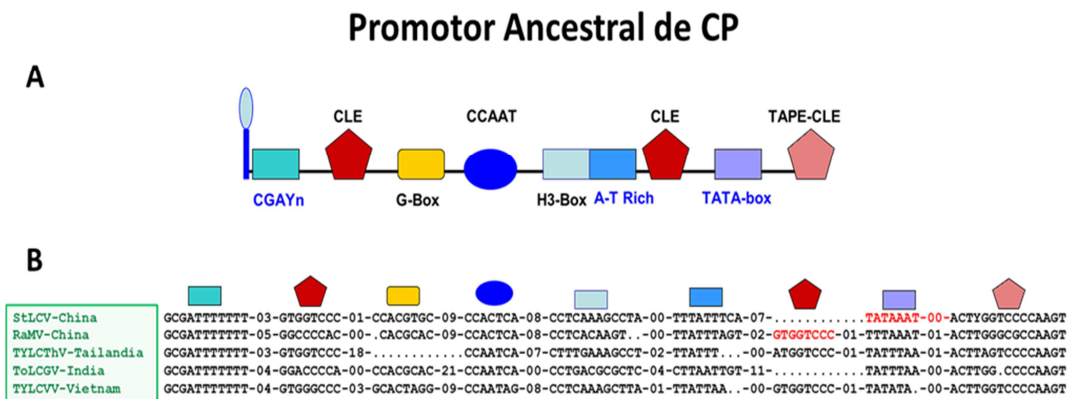 Promotor Ancestral de CP
A
CLE CCAAT CLE TAPE-CLE
CGAYn G-Box H3-Box A-T Rich TATA-box
B
StLCV-China GCGATTTTTTT-03-GTGGTCCC-01-CCACGTGC-09-CCACTCA-08-CCTCAAAGCCTA-00-TTTATTTCA-07-...........TATAAAT-00-ACTYGGTCCCCAAGT
RaMV-China GCGATTTTTTT-05-GGCCCCAC-00-.CACGCAC-09-CCACTCA-08-CCTCACAAGT..-00-TTATTTAGT-02-GTGGTCCC-01-TTTAAAT-01-ACTTGGGCGCCAAGT
TYLCThV-Tailandia GCGATTTTTTT-03-GTGGTCCC-18-...........CCAATCA-07-CTTTGAAAGCCT-02-TTATTT...00-ATGGTCCC-01-TATTTAA-01-ACTTAGTCCCCAAGT
ToLCGV-India GCGATTTTTTT-04-GGACCCCA-00-CCACGCAC-21-CCAATCA-00-CCTGACGCGCTC-04-CTTAATTGT-11-...........TATTTAA-00-ACTTGG.CCCCAAGT
TYLCVV-Vietnam GCGATTTTTTT-04-GTGGGCCC-03-GCACTAGC-09-CCAATAG-08-CCTCAAAGCTTA-01-TTATTAA..-00-GTGGTCCC-01-TATATA.-00-ACTTGGTCCCCAAGT